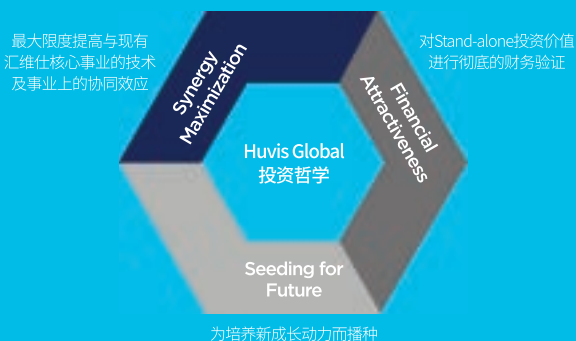 最大限度提高与现有
汇维仕核心事业的技术
及事业上的协同效应
Synergy
Maximization
对Stand-alone投资价值
进行彻底的财务验证
Financial
Attractiveness
Huvis Global
投资哲学
Seeding for
Future
为培养新成长动力而播种